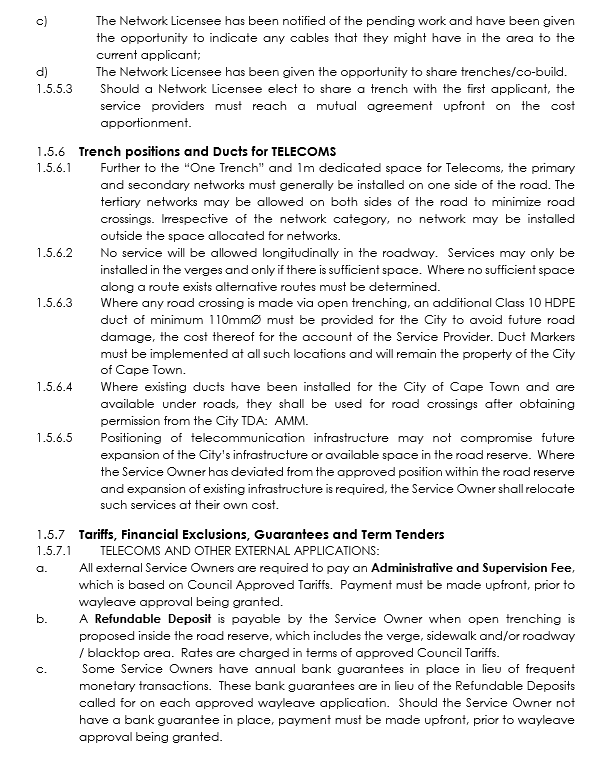 c) The Network Licensee has been notified of the pending work and have been given
the opportunity to indicate any cables that they might have in the area to the
current applicant;
d) The Network Licensee has been given the opportunity to share trenches/co-build.
1.5.5.3 Should a Network Licensee elect to share a trench with the first applicant, the
service providers must reach a mutual agreement upfront on the cost
apportionment.
1.5.6 Trench positions and Ducts for TELECOMS
1.5.6.1 Further to the “One Trench” and 1m dedicated space for Telecoms, the primary
and secondary networks must generally be installed on one side of the road. The
tertiary networks may be allowed on both sides of the road to minimize road
crossings. Irrespective of the network category, no network may be installed
outside the space allocated for networks.
1.5.6.2 No service will be allowed longitudinally in the roadway. Services may only be
installed in the verges and only if there is sufficient space. Where no sufficient space
along a route exists alternative routes must be determined.
1.5.6.3 Where any road crossing is made via open trenching, an additional Class 10 HDPE
duct of minimum 110mmØ must be provided for the City to avoid future road
damage, the cost thereof for the account of the Service Provider. Duct Markers
must be implemented at all such locations and will remain the property of the City
of Cape Town.
1.5.6.4 Where existing ducts have been installed for the City of Cape Town and are
available under roads, they shall be used for road crossings after obtaining
permission from the City TDA: AMM.
1.5.6.5 Positioning of telecommunication infrastructure may not compromise future
expansion of the City’s infrastructure or available space in the road reserve. Where
the Service Owner has deviated from the approved position within the road reserve
and expansion of existing infrastructure is required, the Service Owner shall relocate
such services at their own cost.
1.5.7 Tariffs, Financial Exclusions, Guarantees and Term Tenders
1.5.7.1 TELECOMS AND OTHER EXTERNAL APPLICATIONS:
a. All external Service Owners are required to pay an Administrative and Supervision Fee,
which is based on Council Approved Tariffs. Payment must be made upfront, prior to
wayleave approval being granted.
b. A Refundable Deposit is payable by the Service Owner when open trenching is
proposed inside the road reserve, which includes the verge, sidewalk and/or roadway
/ blacktop area. Rates are charged in terms of approved Council Tariffs.
c. Some Service Owners have annual bank guarantees in place in lieu of frequent
monetary transactions. These bank guarantees are in lieu of the Refundable Deposits
called for on each approved wayleave application. Should the Service Owner not
have a bank guarantee in place, payment must be made upfront, prior to wayleave
approval being granted.